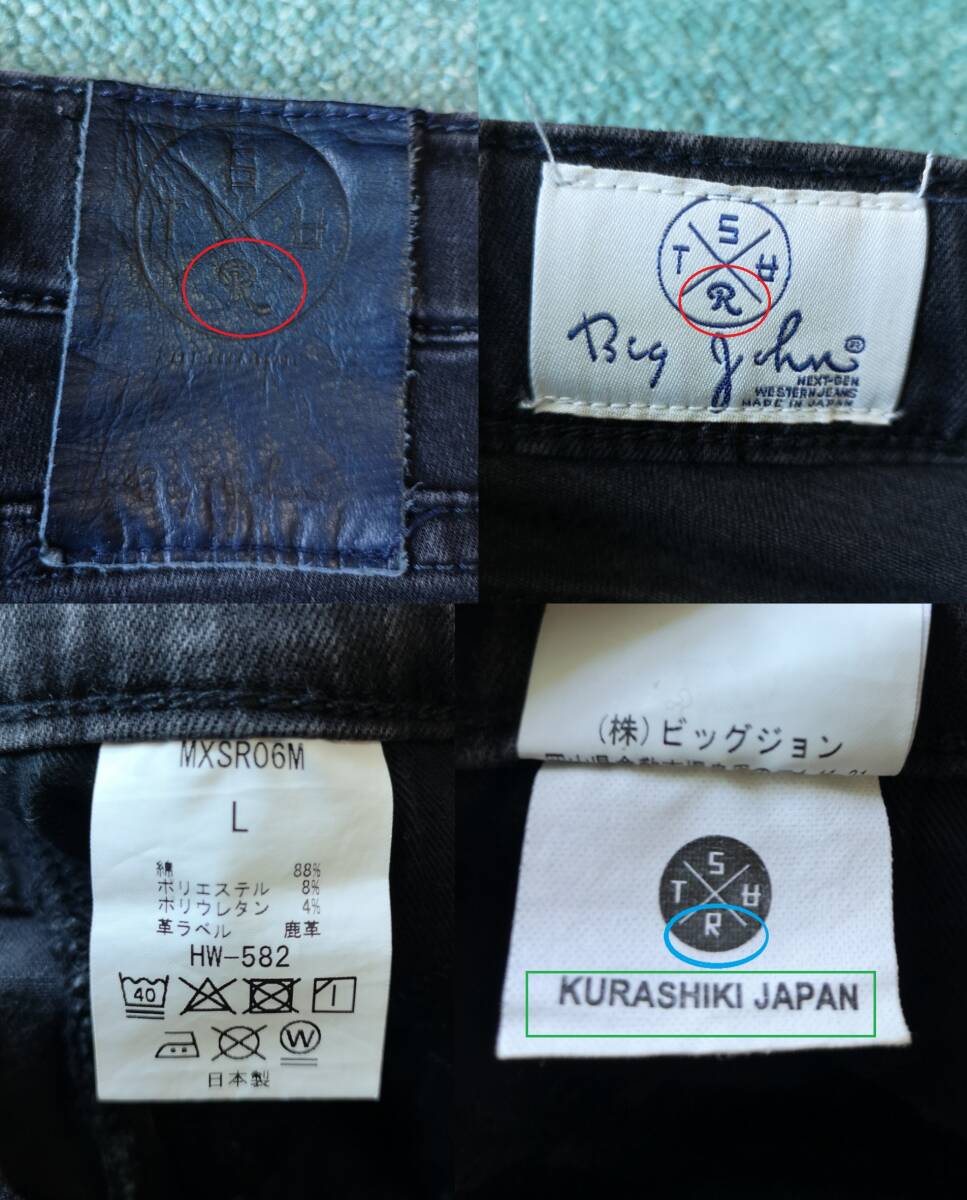 R
S
T
R
Big John®
NEXT-GEN
WESTERN JEANS
MADE IN JAPAN
MXSR06M
L
綿 88%
ポリエステル 8%
ポリウレタン 4%
革ラベル 鹿革
HW-582
40
W
日本製
(株)ビッグジョン
S
T
R
KURASHIKI JAPAN